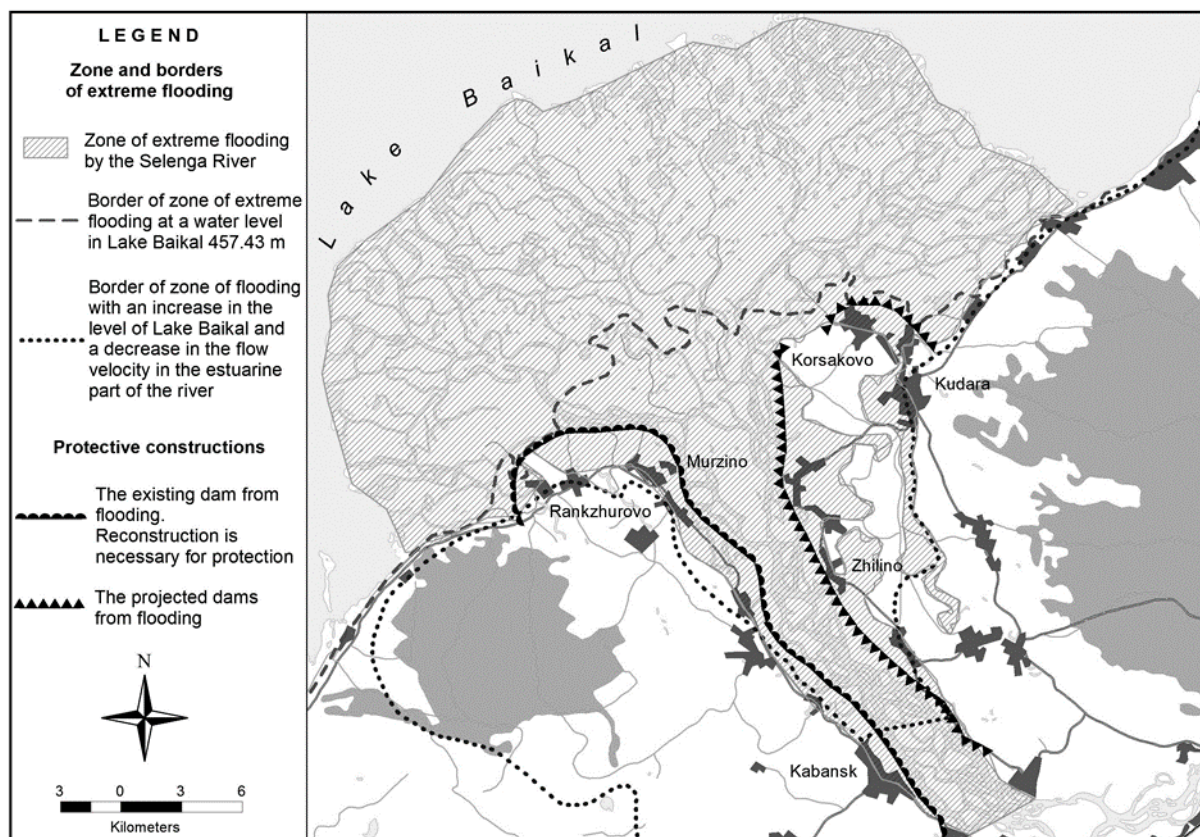 LEGEND
Zone and borders
of extreme flooding
Zone of extreme flooding
by the Selenga River
Border of zone of extreme
flooding at a water level
in Lake Baikal 457.43 m
Border of zone of flooding
with an increase in the
level of Lake Baikal and
a decrease in the flow
velocity in the estuarine
part of the river
Protective constructions
The existing dam from
flooding.
Reconstruction is
necessary for protection
The projected dams
from flooding
N
3 0 3 6
Kilometers
Lake Baikal
Korsakovo
Kudara
Murzino
Rankzhurovo
Zhilino
Kabansk